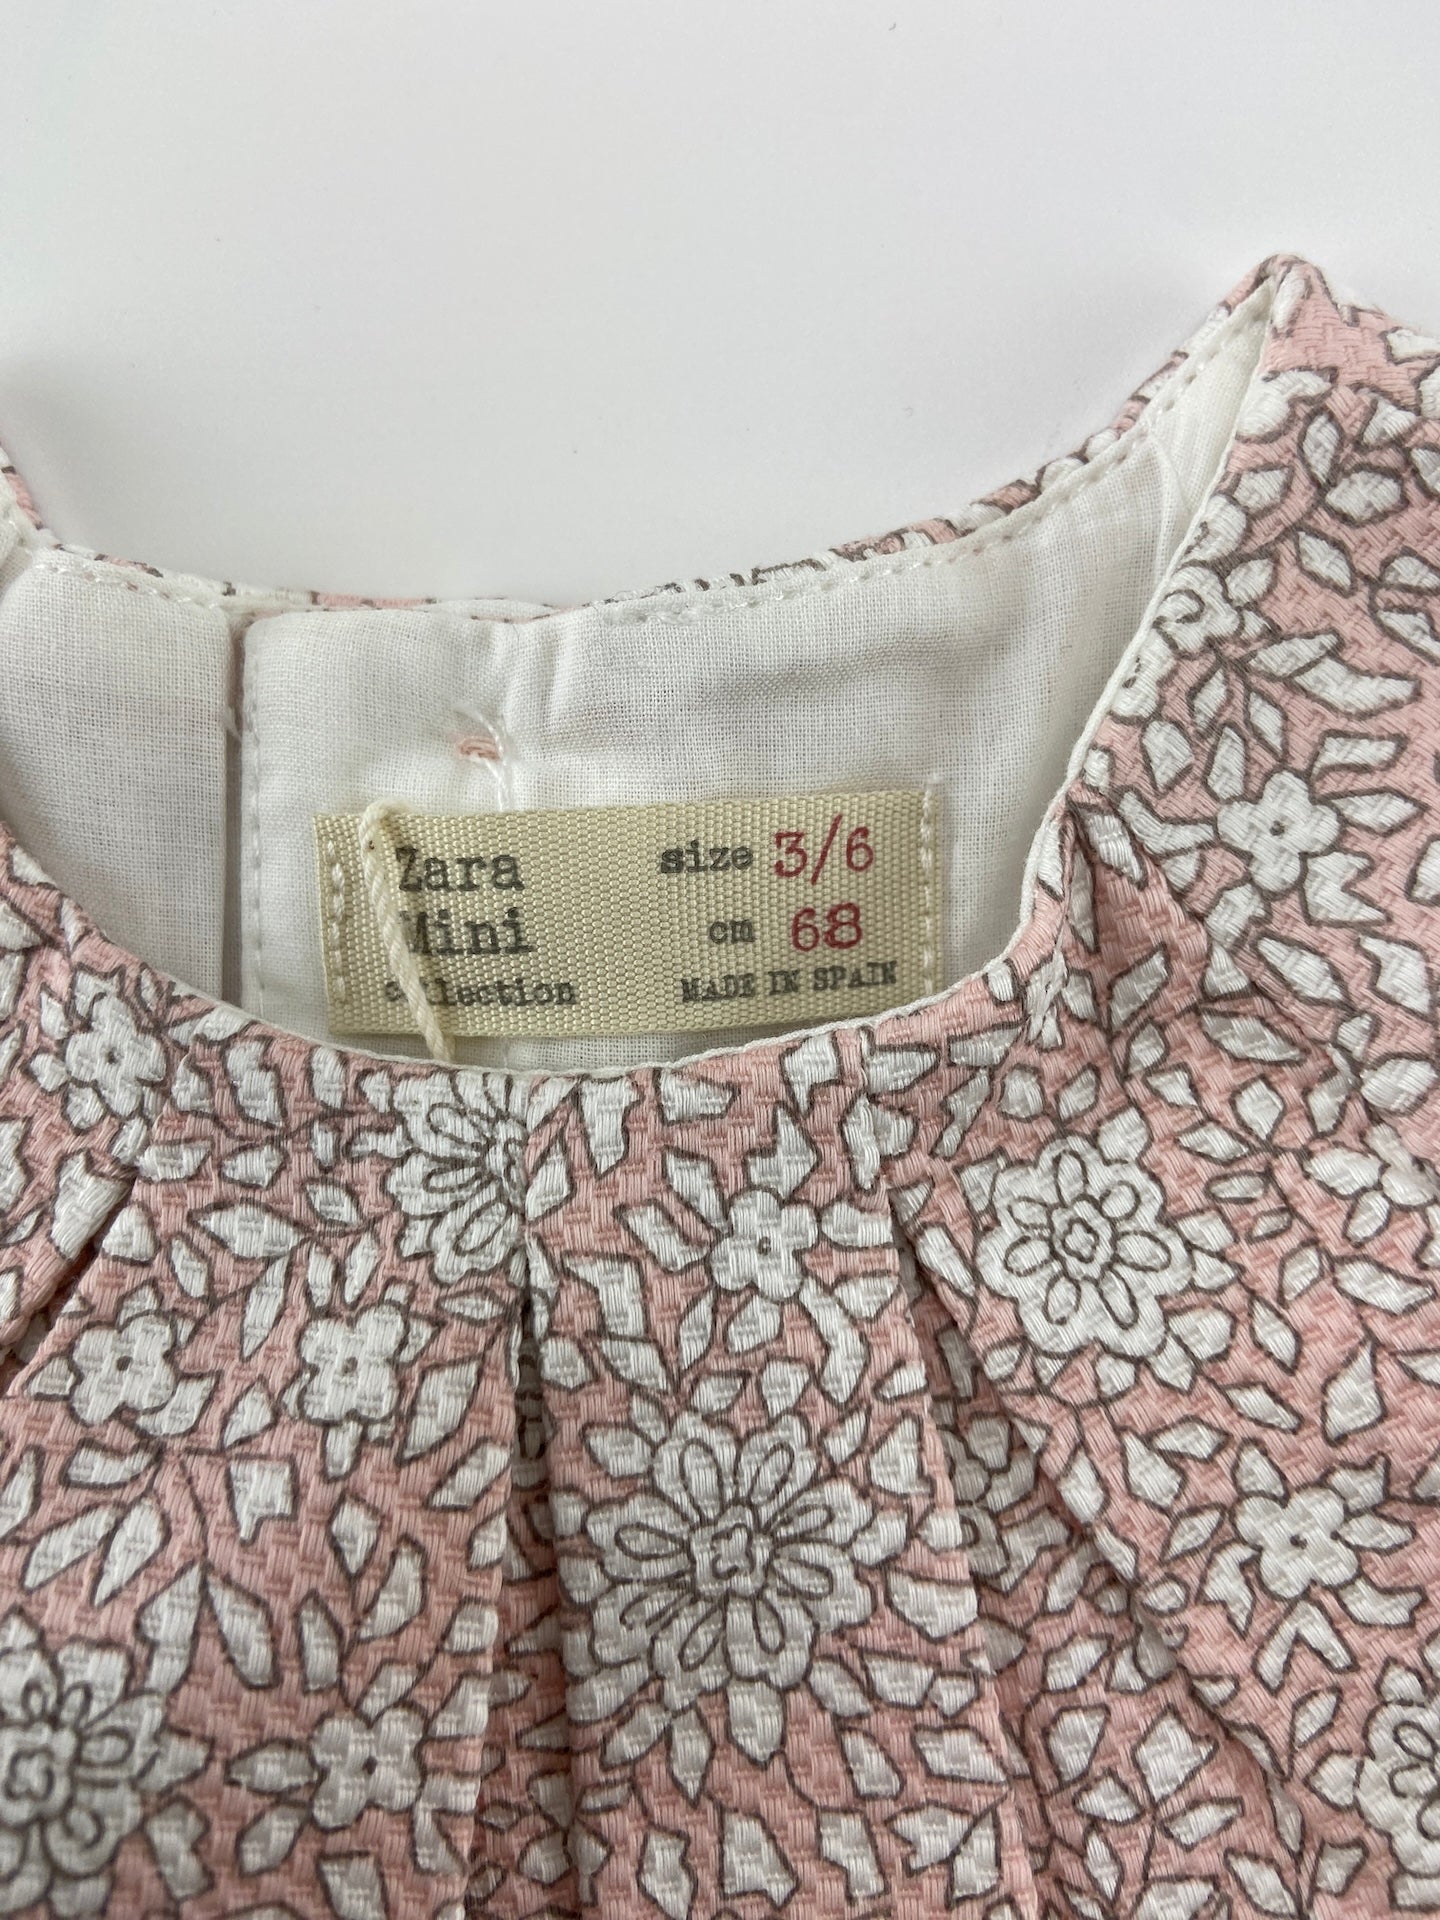 Zara
Mini
collection
size 3/6
cm 68
MADE IN SPAIN